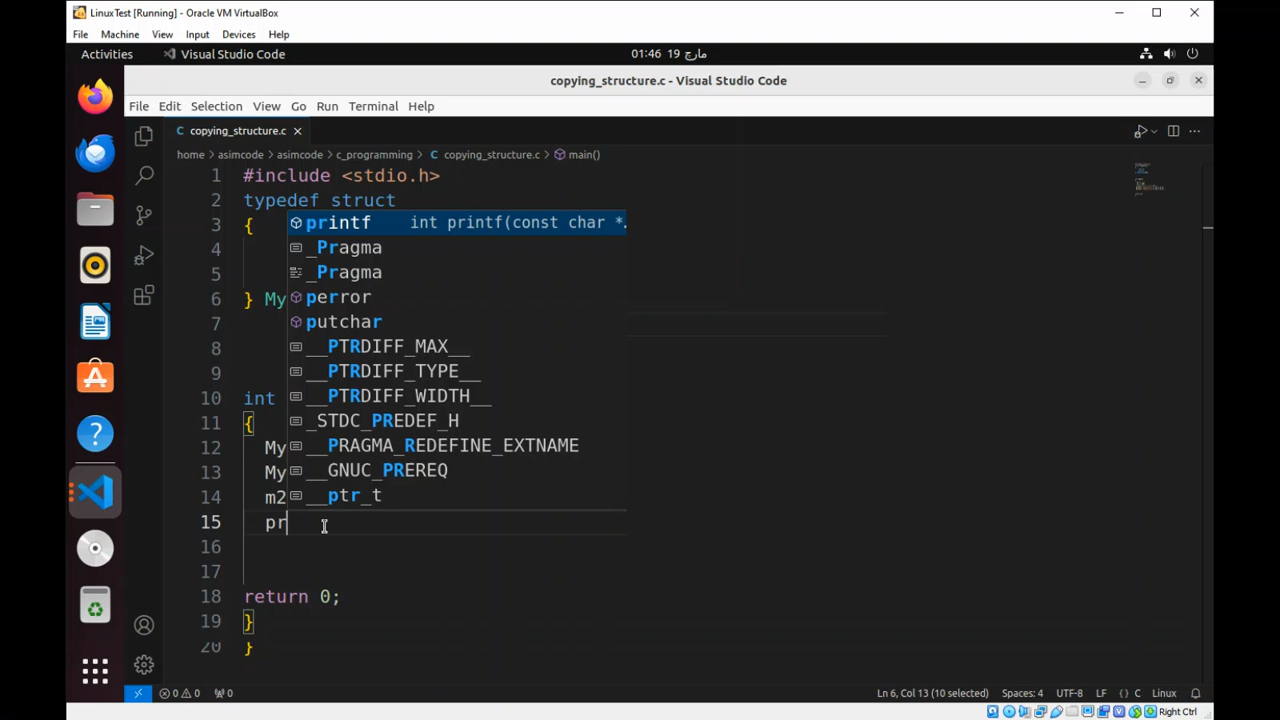 LinuxTest [Running] - Oracle VM VirtualBox
File Machine View Input Devices Help
Activities Visual Studio Code 01:46 19 مارچ
copying_structure.c - Visual Studio Code
File Edit Selection View Go Run Terminal Help
C copying_structure.c
home > asimcode > asimcode > c_programming > C copying_structure.c > main()
1 #include <stdio.h>
2 typedef struct
3 {
printf int printf(const char *…
4
_Pragma
5
_Pragma
6 } My
perror
7
putchar
8
__PTRDIFF_MAX__
9
__PTRDIFF_TYPE__
10 int
__PTRDIFF_WIDTH__
11 {
_STDC_PREDEF_H
12 My
__PRAGMA_REDEFINE_EXTNAME
13 My
__GNUC_PREREQ
14 m2
__ptr_t
15 pr
16
17
18 return 0;
19 }
20 }
0 0 0 Ln 6, Col 13 (10 selected) Spaces: 4 UTF-8 LF {} C Linux
Right Ctrl